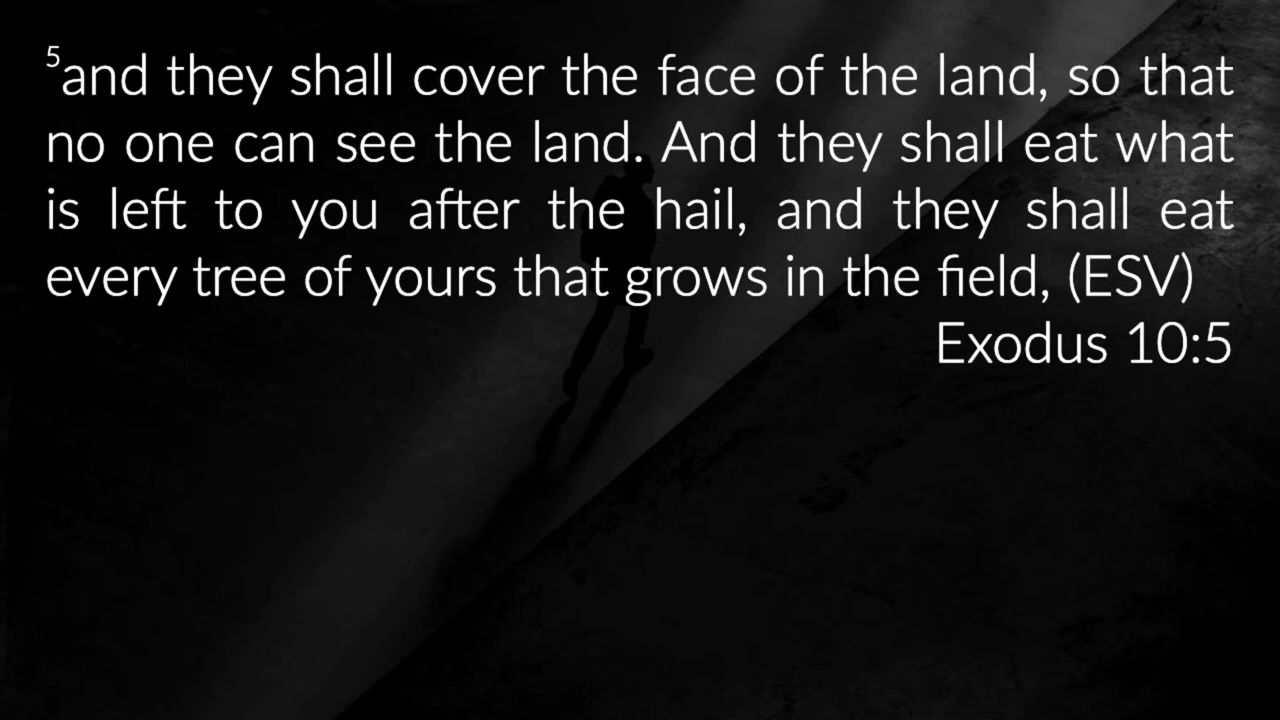 5and they shall cover the face of the land, so that
no one can see the land. And they shall eat what
is left to you after the hail, and they shall eat
every tree of yours that grows in the field, (ESV)
Exodus 10:5